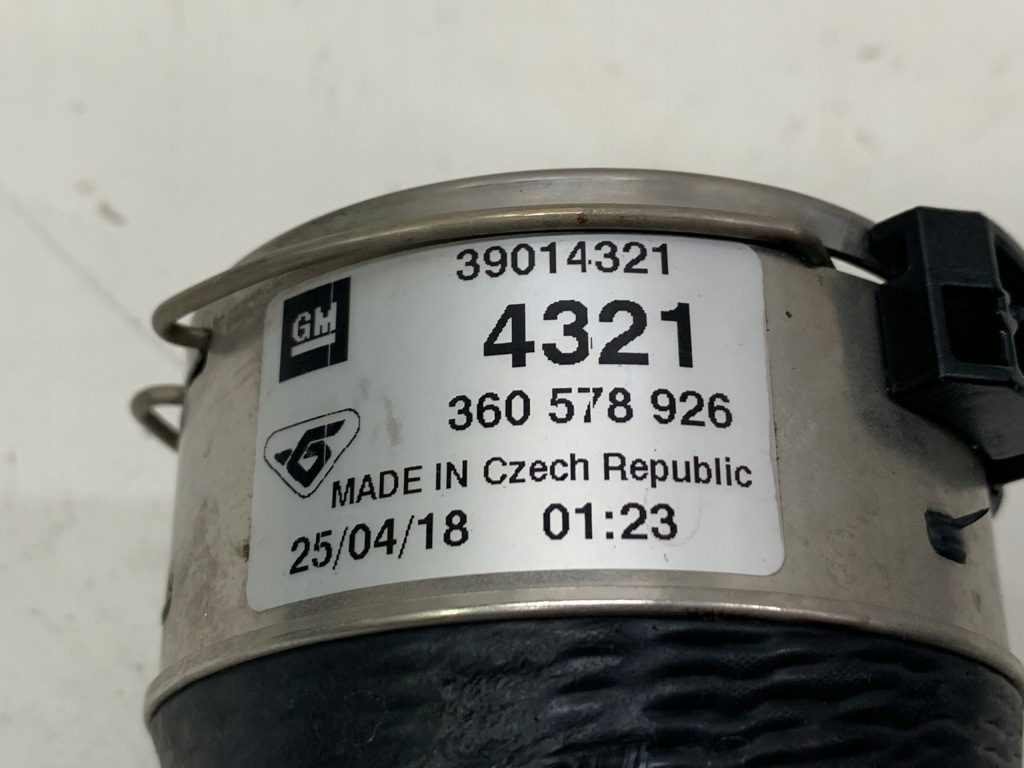 39014321
GM
4321
360 578 926
MADE IN Czech Republic
25/04/18 01:23